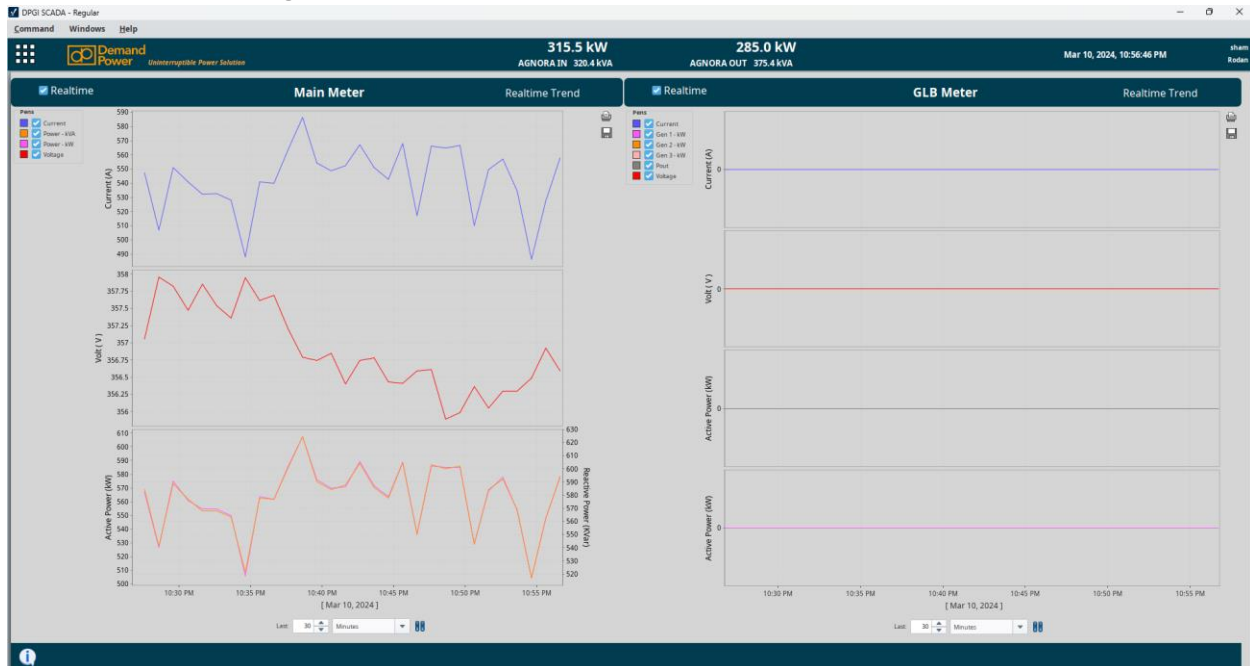 DPGI SCADA - Regular
Command Windows Help
Demand Power
Uninterruptible Power Solution
315.5 kW
AGNORA IN 320.4 kVA
285.0 kW
AGNORA OUT 375.4 kVA
Mar 10, 2024, 10:56:46 PM
sham
Rodan
Realtime
Main Meter
Realtime Trend
Pens
Current
Power - kVA
Power - kW
Voltage
Current (A)
590
580
570
560
550
540
530
520
510
500
490
Volt ( V )
358
357.75
357.5
357.25
357
356.75
356.5
356.25
356
Active Power (kW)
610
600
590
580
570
560
550
540
530
520
510
500
630
620
610
600
590
580
570
560
550
540
530
520
Reactive Power (KVar)
10:30 PM 10:35 PM 10:40 PM 10:45 PM 10:50 PM 10:55 PM
[ Mar 10, 2024 ]
Last 30 Minutes
Realtime
GLB Meter
Realtime Trend
Pens
Current
Gen 1 - kW
Gen 2 - kW
Gen 3 - kW
Pout
Voltage
Current (A)
0
Volt ( V )
0
Active Power (kW)
0
Active Power (kW)
0
10:30 PM 10:35 PM 10:40 PM 10:45 PM 10:50 PM 10:55 PM
[ Mar 10, 2024 ]
Last 30 Minutes